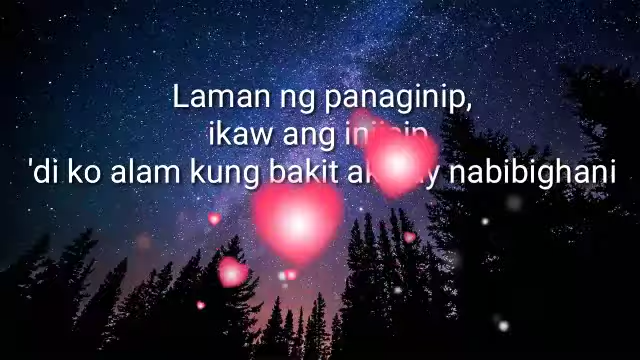 Laman ng panaginip,
ikaw ang
'di ko alam kung bakit nabibighani